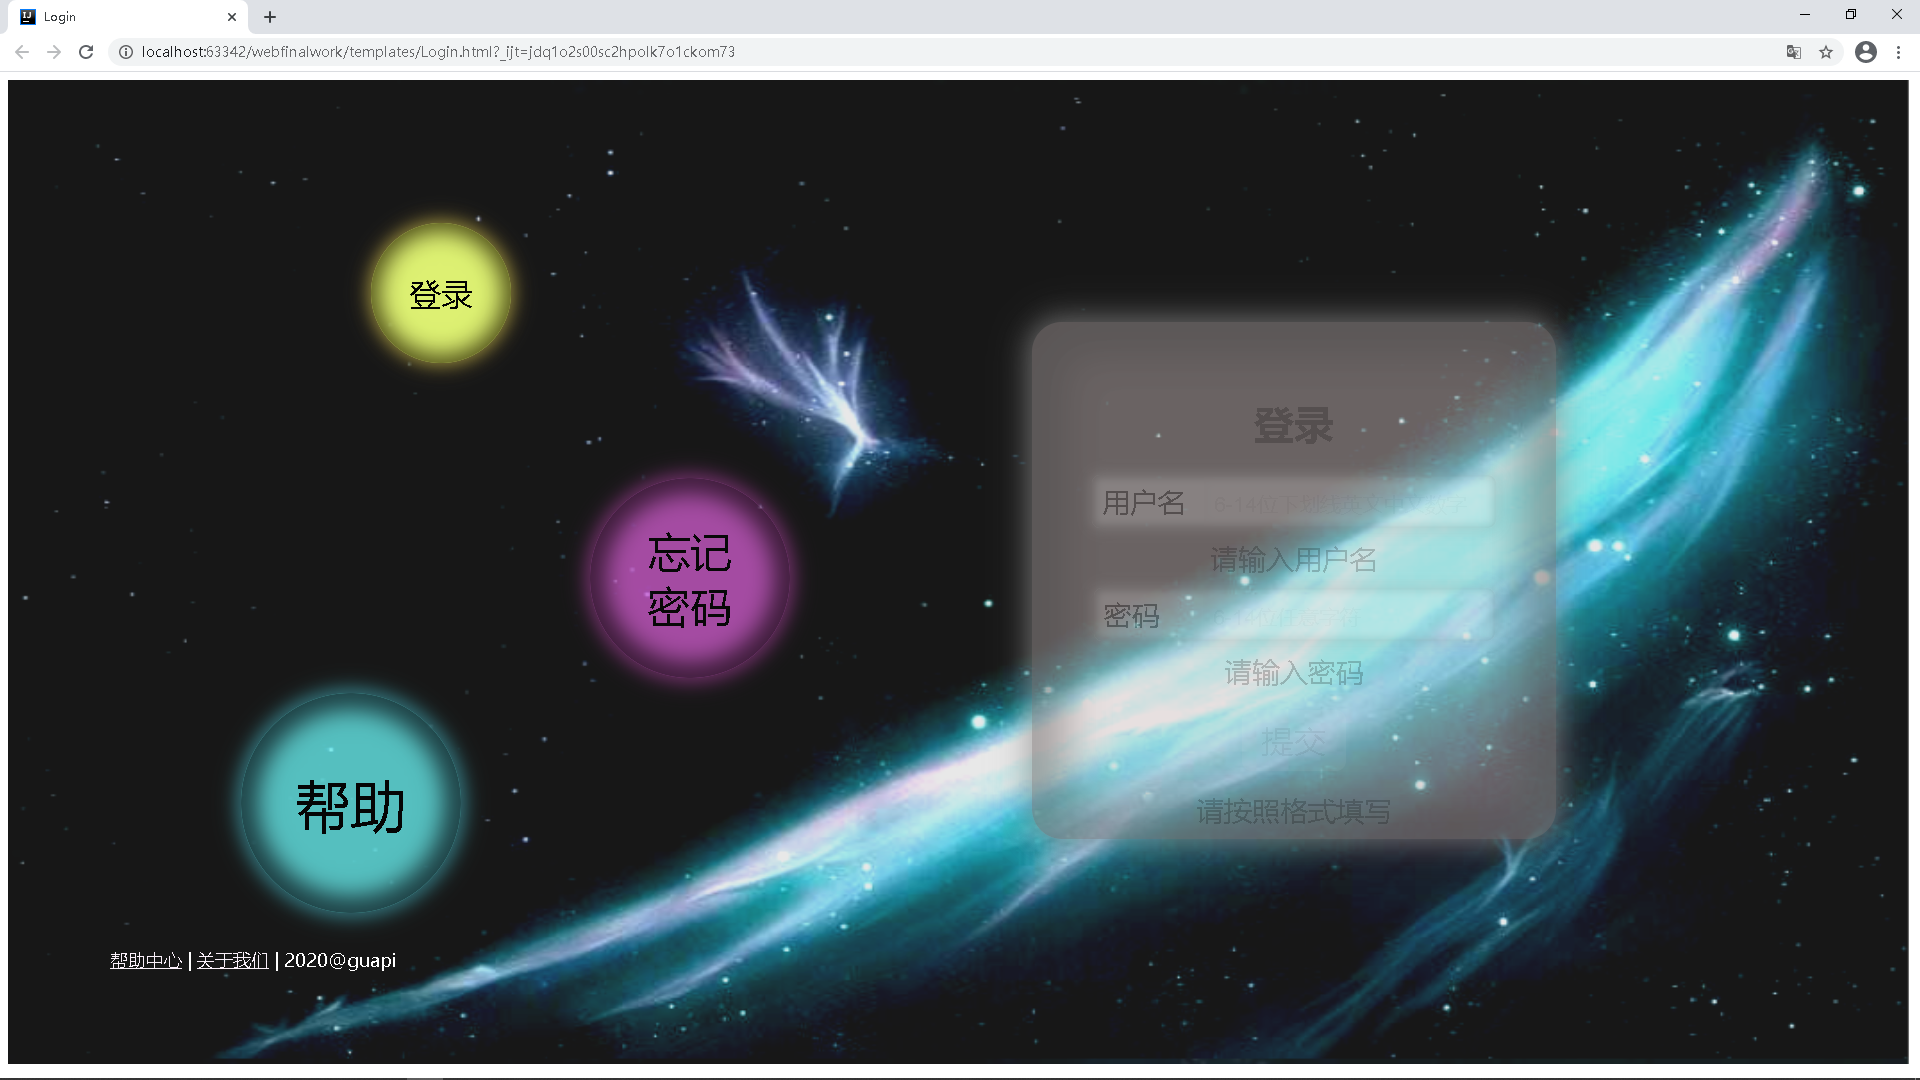 Login
localhost:63342/webfinalwork/templates/Login.html?_ijt=jdq1o2s00sc2hpolk7o1ckom73
登录
忘记
密码
帮助
登录
用户名
请输入用户名
密码
请输入密码
提交
请按照格式填写
帮助中心 | 关于我们 | 2020@guapi